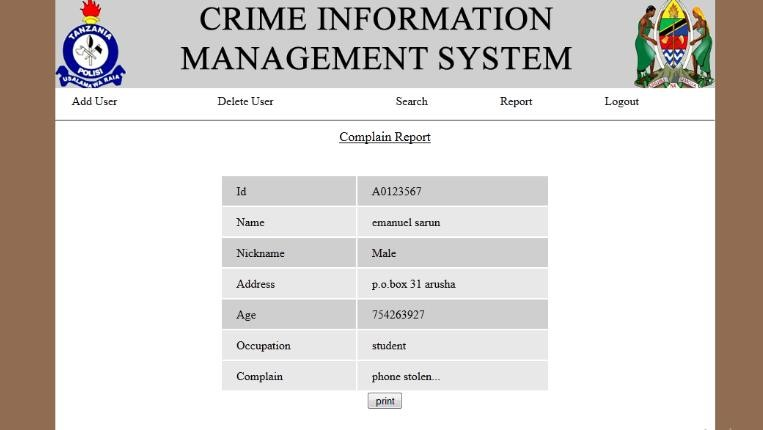 CRIME INFORMATION
MANAGEMENT SYSTEM
TANZANIA
POLISI
USALAMA WA RAIA
Add User Delete User Search Report Logout
Complain Report
Id A0123567
Name emanuel sarun
Nickname Male
Address p.o.box 31 arusha
Age 754263927
Occupation student
Complain phone stolen...
print